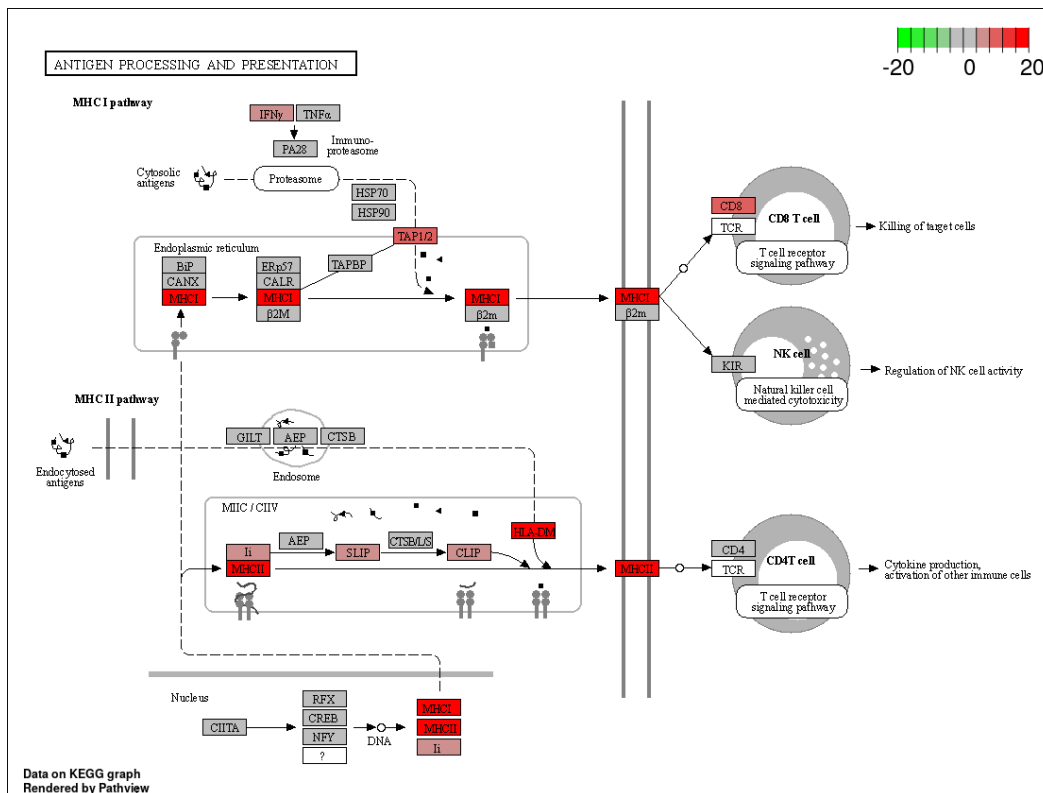 -20 0 20
ANTIGEN PROCESSING AND PRESENTATION
MHC I pathway
IFNγ TNFα
PA28
Immuno-
proteasome
Cytosolic
antigens
Proteasome
HSP70
HSP90
TAP1/2
Endoplasmic reticulum
BiP
CANX
MHCI
ERp57
CALR
MHCI
β2M
TAPBP
MHCI
β2m
MHCI
β2m
CD8
TCR
CD8 T cell
T cell receptor
signaling pathway
Killing of target cells
KIR
NK cell
Natural killer cell
mediated cytotoxicity
Regulation of NK cell activity
MHC II pathway
Endocytosed
antigens
GILT AEP CTSB
Endosome
MIIC / CIIV
Ii
MHCII
AEP
SLIP
CTSB/L/S
CLIP
HLA-DM
MHCII
CD4
TCR
CD4T cell
T cell receptor
signaling pathway
Cytokine production,
activation of other immune cells
Nucleus
CIITA
RFX
CREB
NFY
?
DNA
MHCI
MHCII
Ii
Data on KEGG graph
Rendered by Pathview